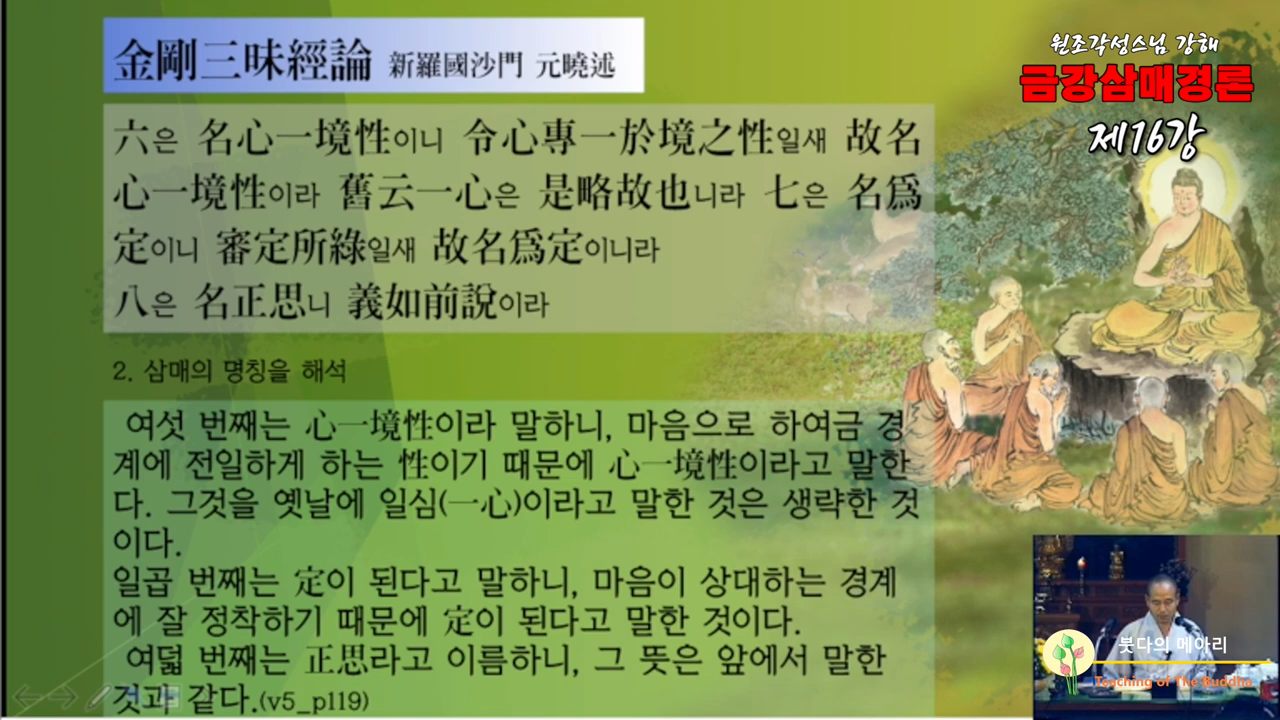 金剛三昧經論 新羅國沙門 元曉述
六은 名心一境性이니 令心專一於境之性일새 故名
心一境性이라 舊云一心은 是略故也니라 七은 名爲
定이니 審定所綠일새 故名爲定이니라
八은 名正思니 義如前說이라
2. 삼매의 명칭을 해석
여섯 번째는 心一境性이라 말하니, 마음으로 하여금 경
계에 전일하게 하는 性이기 때문에 心一境性이라고 말한
다. 그것을 옛날에 일심(一心)이라고 말한 것은 생략한 것
이다.
일곱 번째는 定이 된다고 말하니, 마음이 상대하는 경계
에 잘 정착하기 때문에 定이 된다고 말한 것이다.
여덟 번째는 正思라고 이름하니, 그 뜻은 앞에서 말한
것과 같다.(v5_p119)
원조각성스님 강해
금강삼매경론
제16강
붓다의 메아리
Teaching of The Buddha